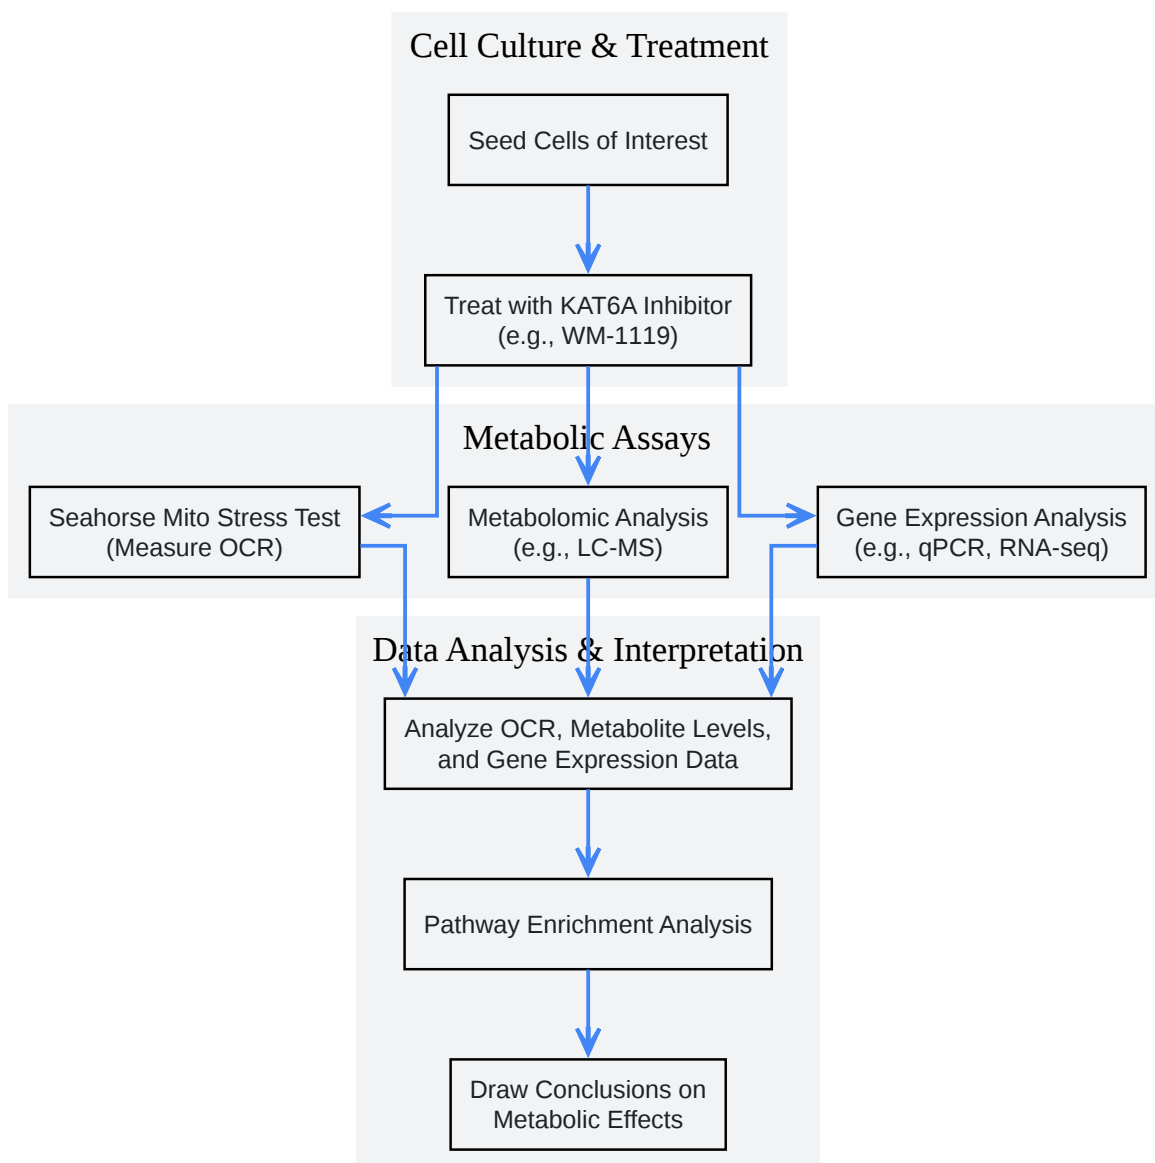 Cell Culture & Treatment
Seed Cells of Interest
Treat with KAT6A Inhibitor
(e.g., WM-1119)
Metabolic Assays
Seahorse Mito Stress Test
(Measure OCR)
Metabolomic Analysis
(e.g., LC-MS)
Gene Expression Analysis
(e.g., qPCR, RNA-seq)
Data Analysis & Interpretation
Analyze OCR, Metabolite Levels,
and Gene Expression Data
Pathway Enrichment Analysis
Draw Conclusions on
Metabolic Effects